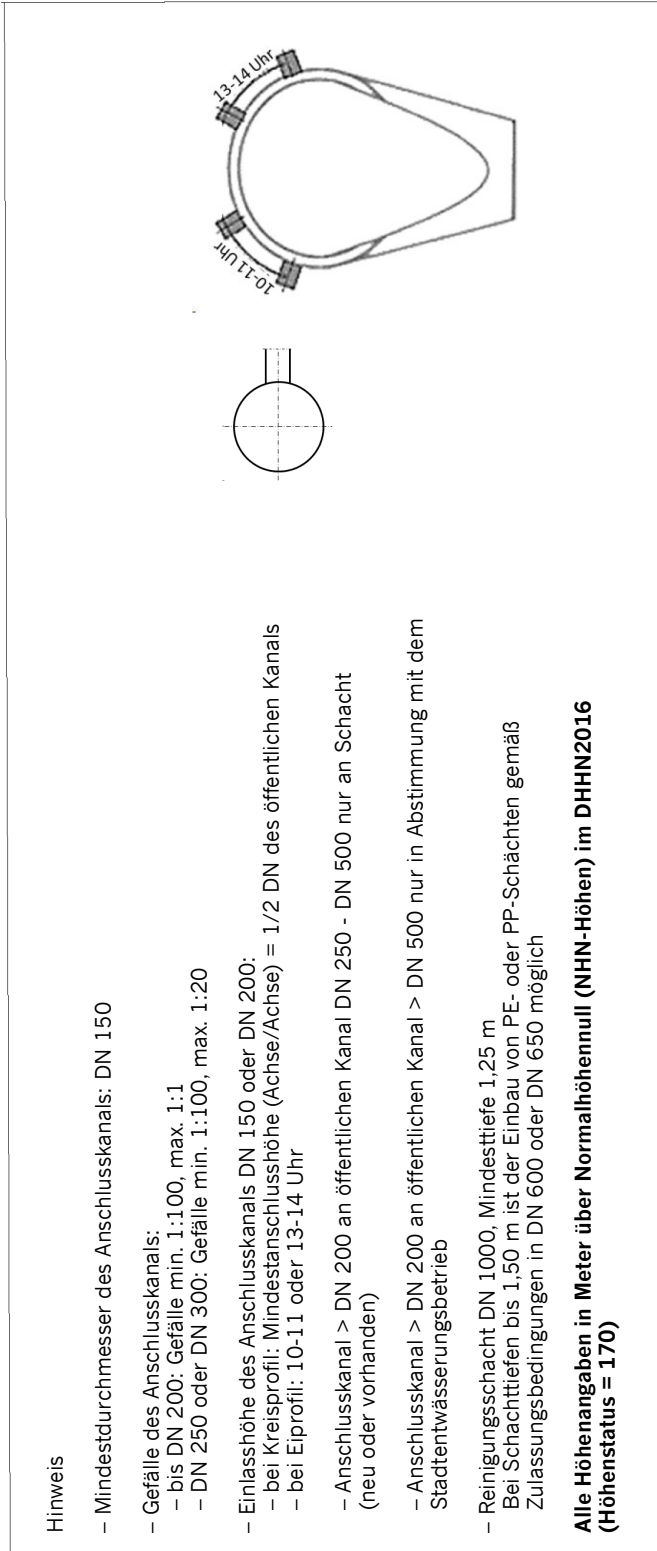 Hinweis
– Mindestdurchmesser des Anschlusskanals: DN 150
– Gefälle des Anschlusskanals:
– bis DN 200: Gefälle min. 1:100, max. 1:1
– DN 250 oder DN 300: Gefälle min. 1:100, max. 1:20
– Einlasshöhe des Anschlusskanals DN 150 oder DN 200:
– bei Kreisprofil: Mindestanschlusshöhe (Achse/Achse) = 1/2 DN des öffentlichen Kanals
– bei Eiprofil: 10-11 oder 13-14 Uhr
– Anschlusskanal > DN 200 an öffentlichen Kanal DN 250 - DN 500 nur an Schacht
(neu oder vorhanden)
– Anschlusskanal > DN 200 an öffentlichen Kanal > DN 500 nur in Abstimmung mit dem
Stadtentwässerungsbetrieb
– Reinigungsschacht DN 1000, Mindesttiefe 1,25 m
Bei Schachttiefen bis 1,50 m ist der Einbau von PE- oder PP-Schächten gemäß
Zulassungsbedingungen in DN 600 oder DN 650 möglich
Alle Höhenangaben in Meter über Normalhöhennull (NHN-Höhen) im DHHN2016
(Höhenstatus = 170)
10-11 Uhr
13-14 Uhr